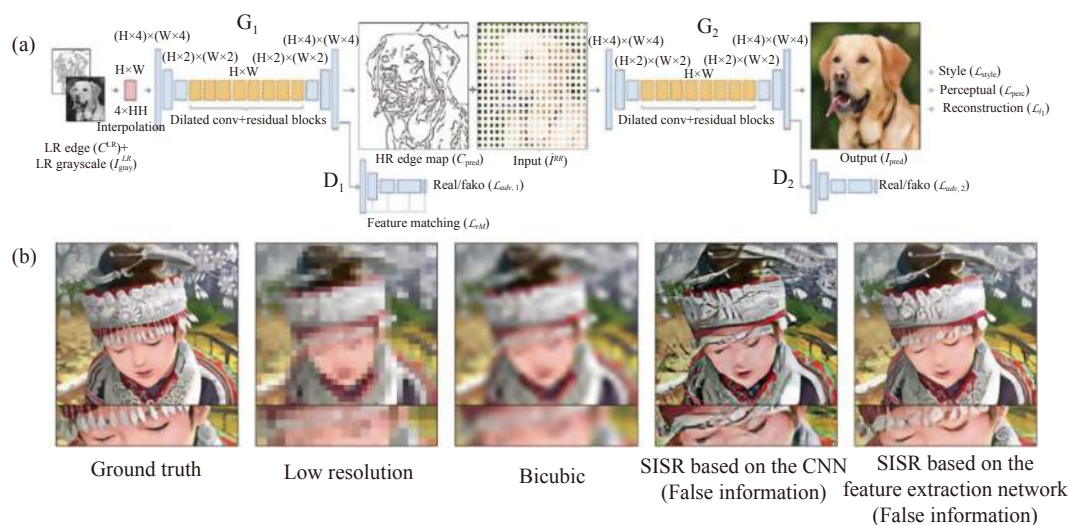 (a)
G1
G2
(H×4)×(W×4)
(H×4)×(W×4)
(H×4)×(W×4)
(H×4)×(W×4)
(H×2)×(W×2)
(H×2)×(W×2)
(H×2)×(W×2)
(H×2)×(W×2)
H×W
H×W
H×W
4×HH
Interpolation
Dilated conv+residual blocks
Dilated conv+residual blocks
LR edge (C^LR)+
LR grayscale (I^LR_gray)
HR edge map (C_pred)
Input (İ^RR)
Output (I_pred)
Style (ℒ_style)
Perceptual (ℒ_perc)
Reconstruction (ℒ_ℓ1)
D1
Real/fako (ℒ_adv, 1)
Feature matching (ℒ_rM)
D2
Real/fako (ℒ_adv, 2)
(b)
Ground truth
Low resolution
Bicubic
SISR based on the CNN
(False information)
SISR based on the
feature extraction network
(False information)